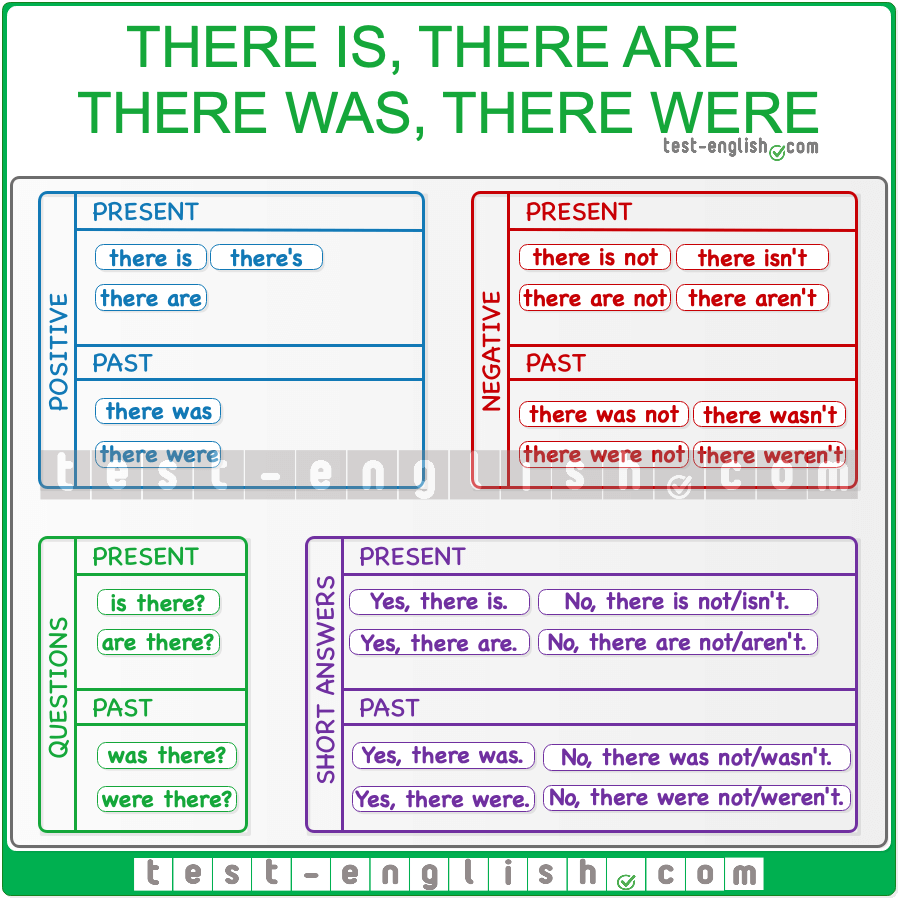 THERE IS, THERE ARE
THERE WAS, THERE WERE
test-english.com
POSITIVE
PRESENT
there is there's
there are
PAST
there was
there were
NEGATIVE
PRESENT
there is not there isn't
there are not there aren't
PAST
there was not there wasn't
there were not there weren't
test-english.com
QUESTIONS
PRESENT
is there?
are there?
PAST
was there?
were there?
SHORT ANSWERS
PRESENT
Yes, there is. No, there is not/isn't.
Yes, there are. No, there are not/aren't.
PAST
Yes, there was. No, there was not/wasn't.
Yes, there were. No, there were not/weren't.
test-english.com